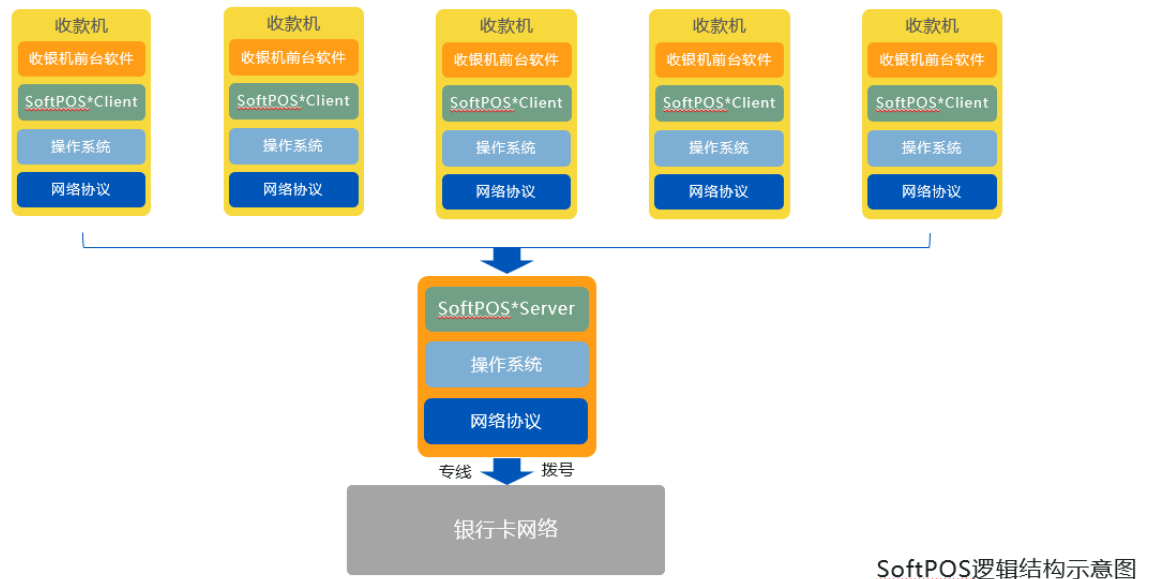 收款机
收银机前台软件
SoftPOS*Client
操作系统
网络协议
收款机
收银机前台软件
SoftPOS*Client
操作系统
网络协议
收款机
收银机前台软件
SoftPOS*Client
操作系统
网络协议
收款机
收银机前台软件
SoftPOS*Client
操作系统
网络协议
收款机
收银机前台软件
SoftPOS*Client
操作系统
网络协议
SoftPOS*Server
操作系统
网络协议
专线
拨号
银行卡网络
SoftPOS逻辑结构示意图